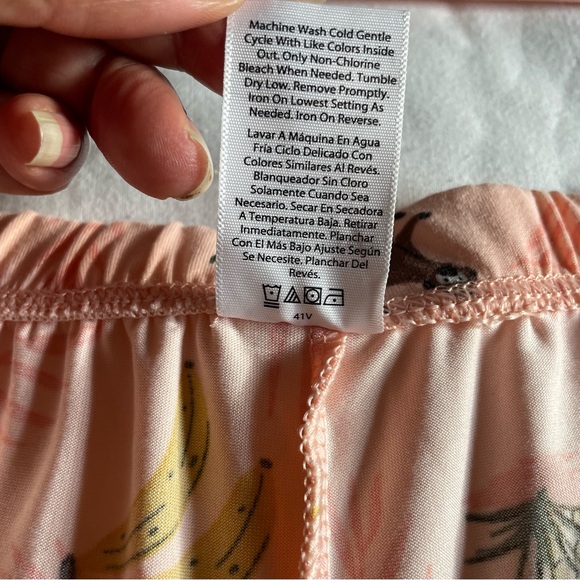 Machine Wash Cold Gentle
Cycle With Like Colors Inside
Out. Only Non-Chlorine
Bleach When Needed. Tumble
Dry Low. Remove Promptly.
Iron On Lowest Setting As
Needed. Iron On Reverse.
Lavar A Máquina En Agua
Fría Ciclo Delicado Con
Colores Similares Al Revés.
Blanqueador Sin Cloro
Solamente Cuando Sea
Necesario. Secar En Secadora
A Temperatura Baja. Retirar
Inmediatamente. Planchar
Con El Más Bajo Ajuste Según
Se Necesite. Planchar Del
Revés.
41V